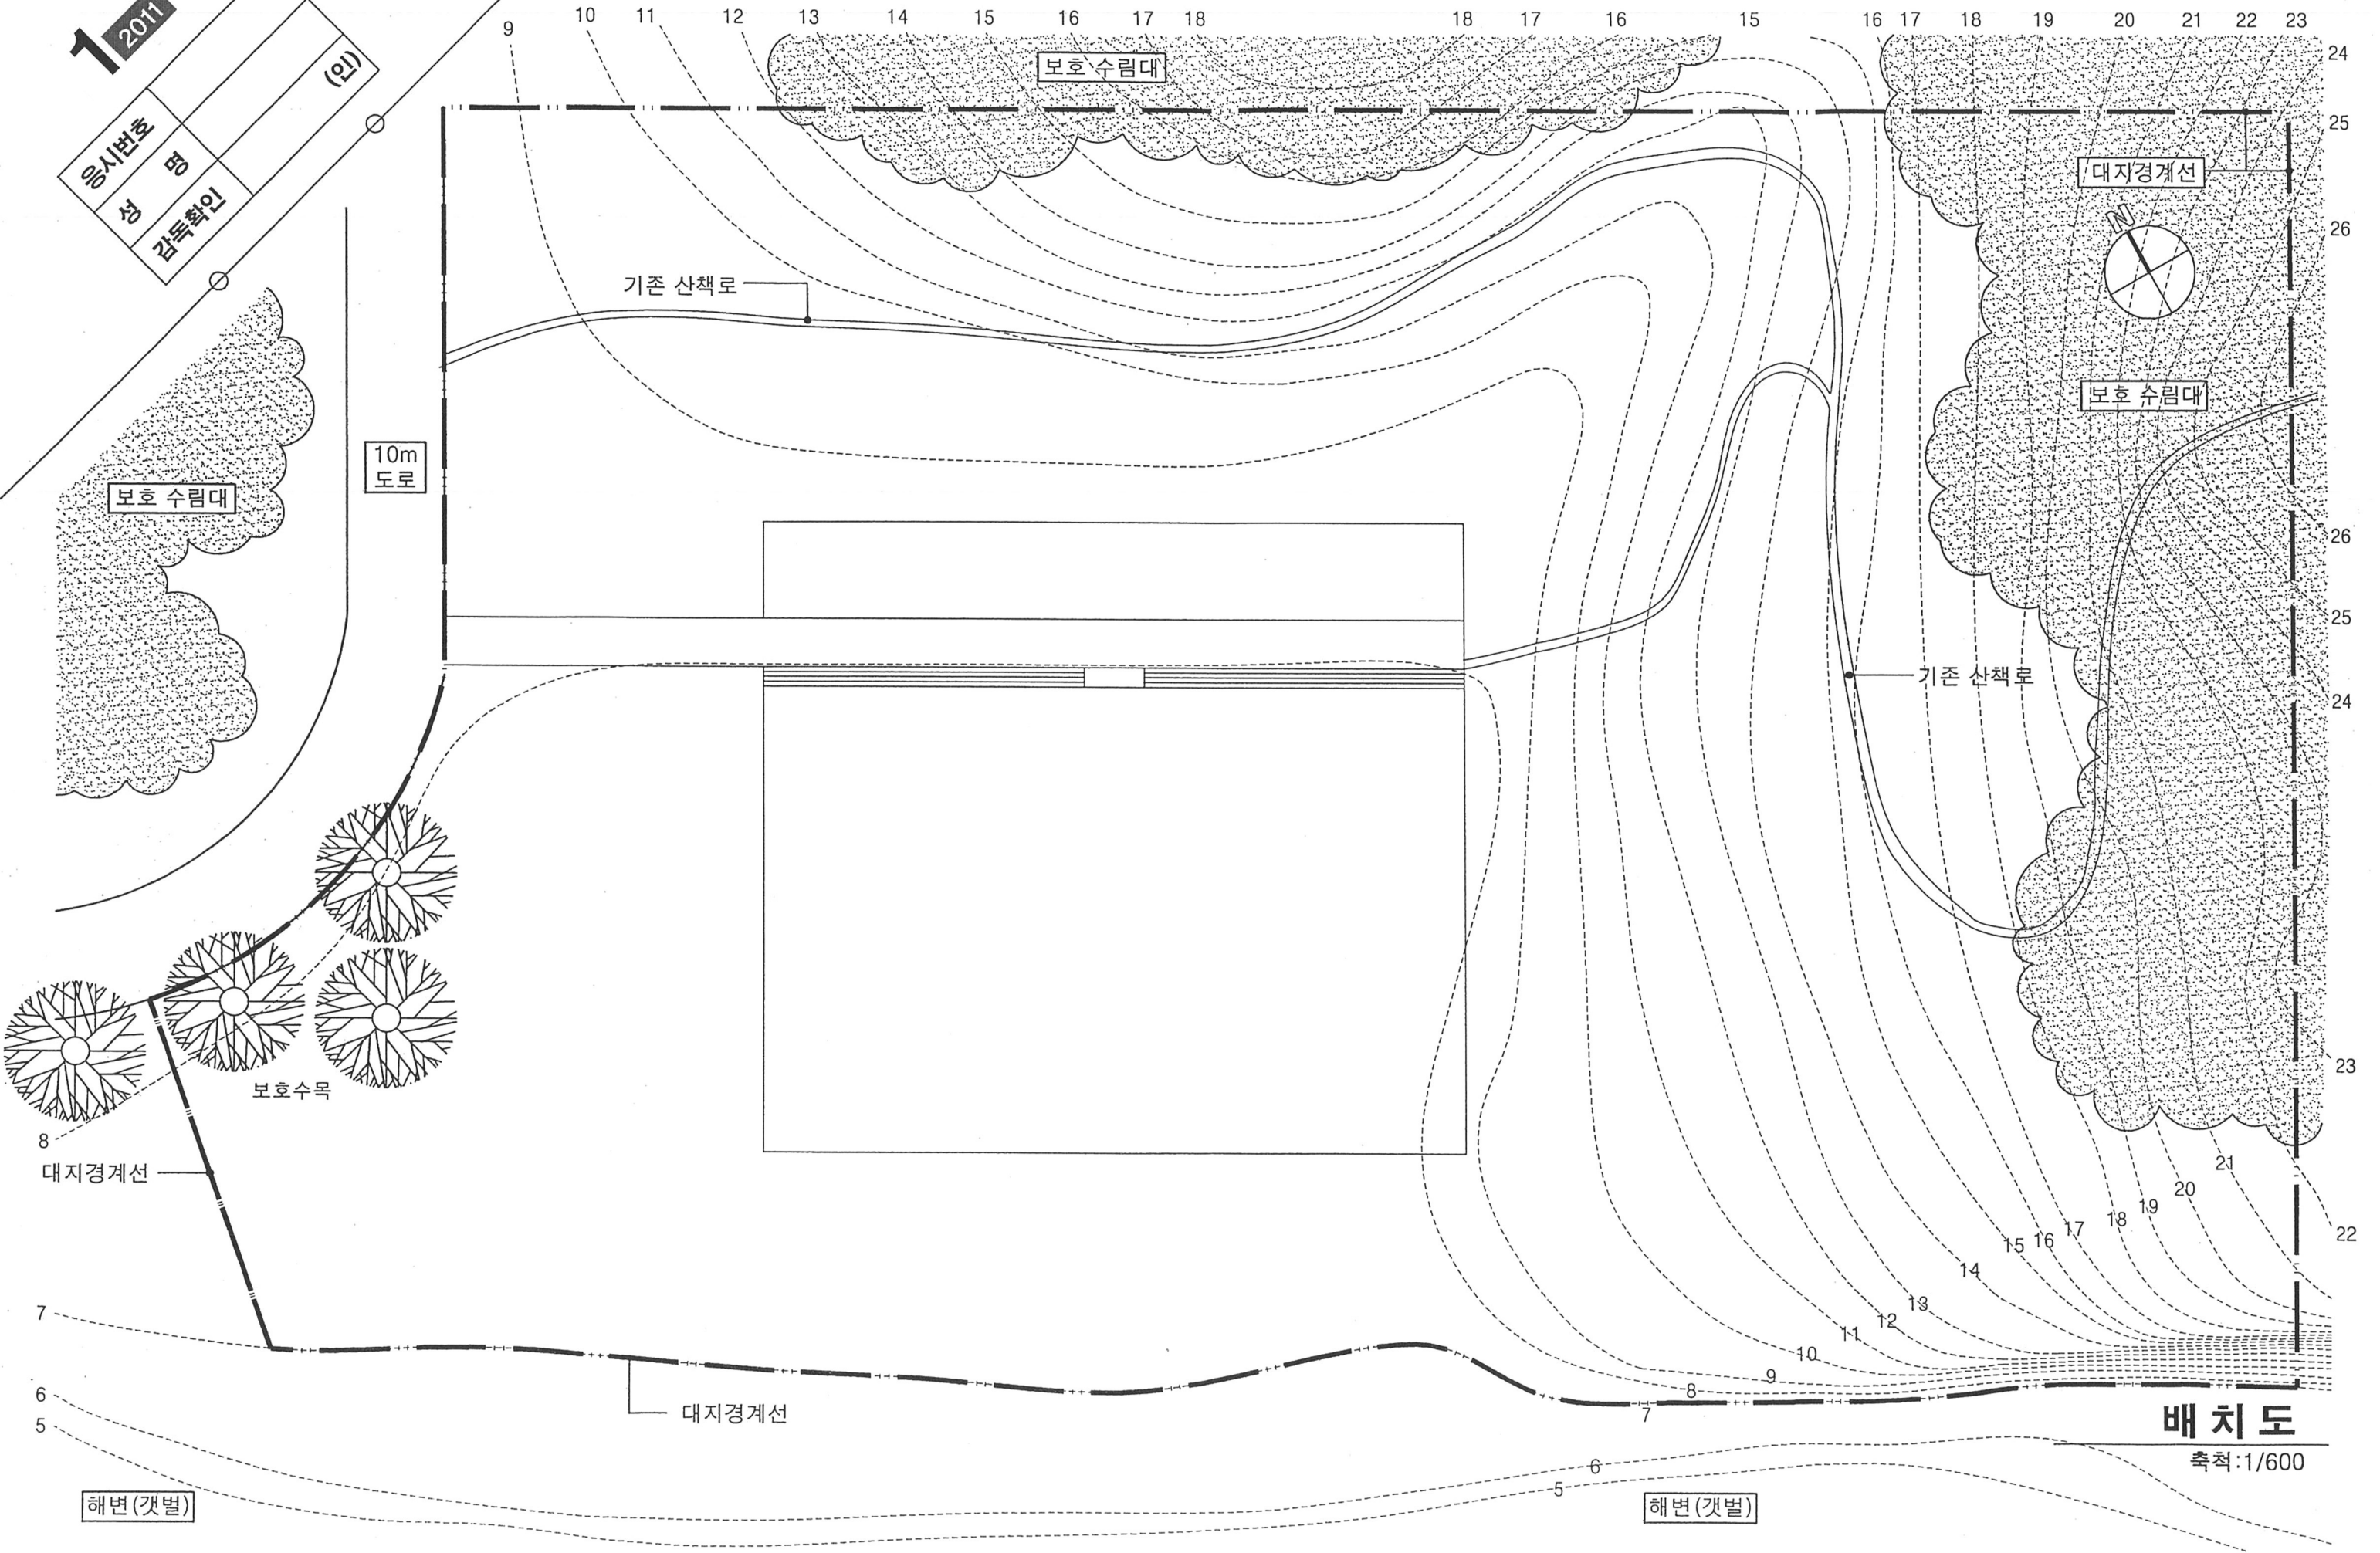 1 2011
응시번호
성 명
감독확인
(인)
9 10 11 12 13 14 15 16 17 18 18 17 16 15 16 17 18 19 20 21 22 23
24
25
26
26
25
24
23
22
보호 수림대
대자경계선
N
기존 산책로
보호 수림대
10m
도로
보호 수림대
기존 산책로
보호수목
8
대지경계선
7
6
5
21
20
19
18
17
16
15
14
13
12
11
10
9
8
7
6
5
대지경계선
배치도
축척:1/600
해변(갯벌)
해변(갯벌)